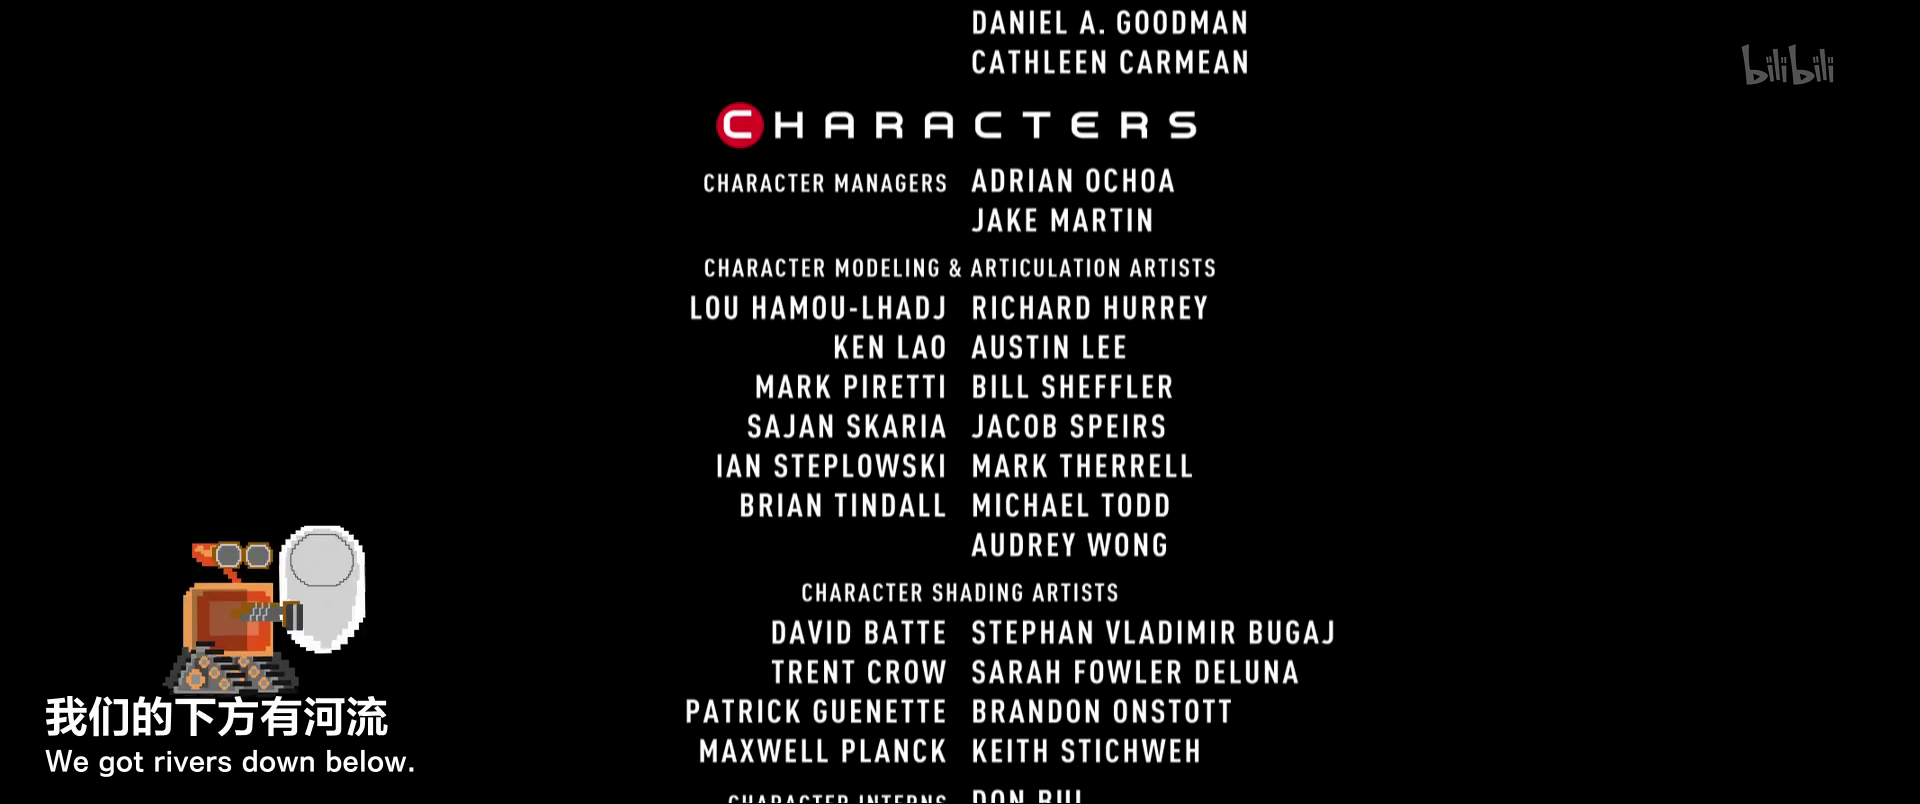 DANIEL A. GOODMAN
CATHLEEN CARMEAN
bilibili
CHARACTERS
CHARACTER MANAGERS ADRIAN OCHOA
JAKE MARTIN
CHARACTER MODELING & ARTICULATION ARTISTS
LOU HAMOU-LHADJ RICHARD HURREY
KEN LAO AUSTIN LEE
MARK PIRETTI BILL SHEFFLER
SAJAN SKARIA JACOB SPEIRS
IAN STEPLOWSKI MARK THERRELL
BRIAN TINDALL MICHAEL TODD
AUDREY WONG
CHARACTER SHADING ARTISTS
DAVID BATTE STEPHAN VLADIMIR BUGAJ
TRENT CROW SARAH FOWLER DELUNA
PATRICK GUENETTE BRANDON ONSTOTT
MAXWELL PLANCK KEITH STICHWEH
CHARACTER INTERNS DON
我们的下方有河流
We got rivers down below.